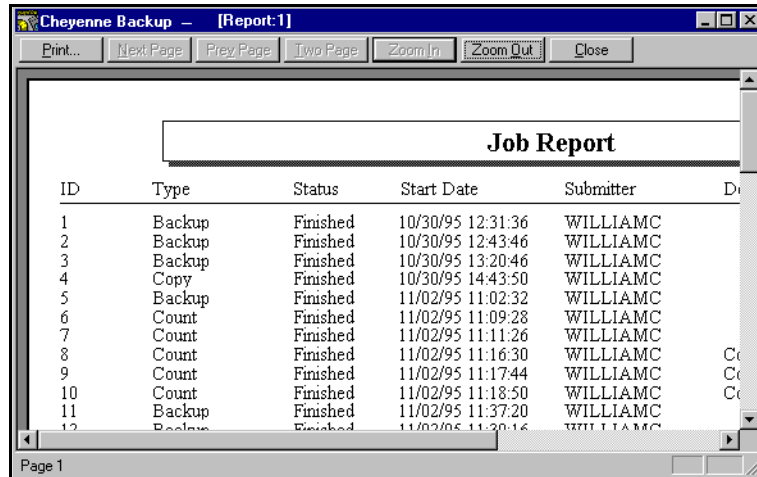 Cheyenne Backup – [Report:1]
Print... Next Page Prev Page Two Page Zoom In Zoom Out Close
Job Report
ID Type Status Start Date Submitter
1 Backup Finished 10/30/95 12:31:36 WILLIAMC
2 Backup Finished 10/30/95 12:43:46 WILLIAMC
3 Backup Finished 10/30/95 13:20:46 WILLIAMC
4 Copy Finished 10/30/95 14:43:50 WILLIAMC
5 Backup Finished 11/02/95 11:02:32 WILLIAMC
6 Count Finished 11/02/95 11:09:28 WILLIAMC
7 Count Finished 11/02/95 11:11:26 WILLIAMC
8 Count Finished 11/02/95 11:16:30 WILLIAMC
9 Count Finished 11/02/95 11:17:44 WILLIAMC
10 Count Finished 11/02/95 11:18:50 WILLIAMC
11 Backup Finished 11/02/95 11:37:20 WILLIAMC
12 Backup Finished 11/02/95 WILLIAMC
Page 1